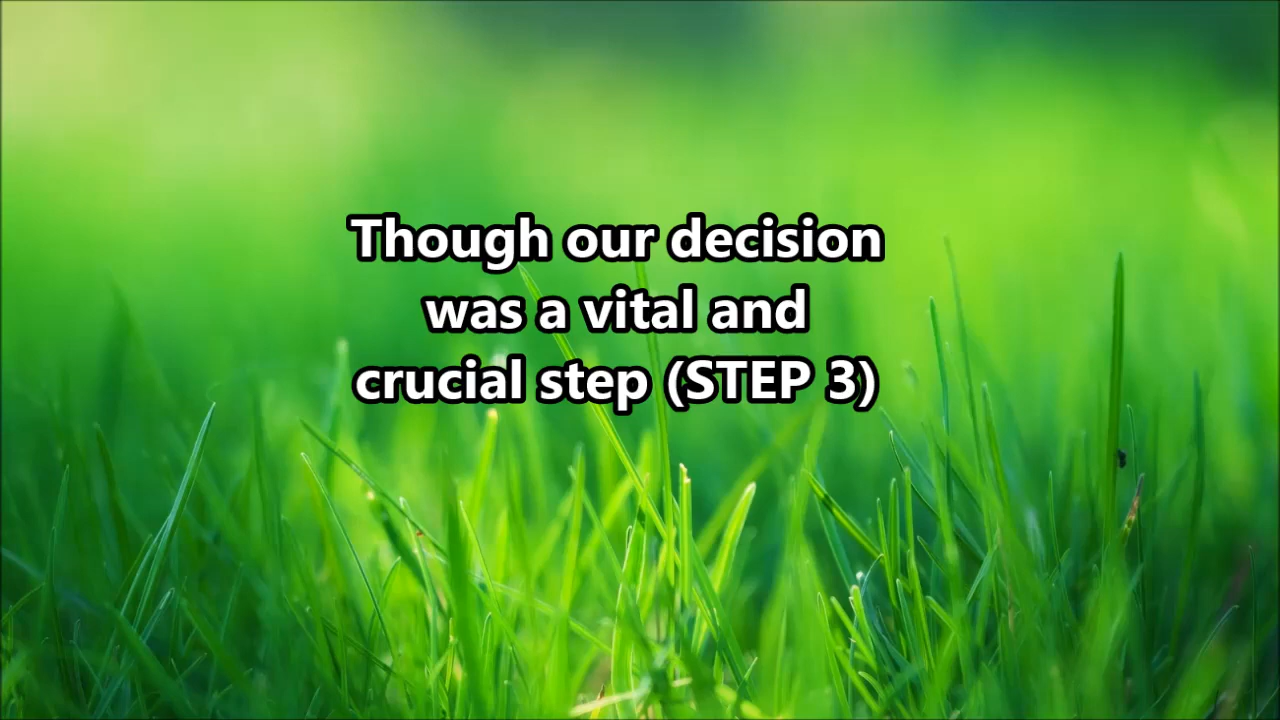 Though our decision
was a vital and
crucial step (STEP 3)